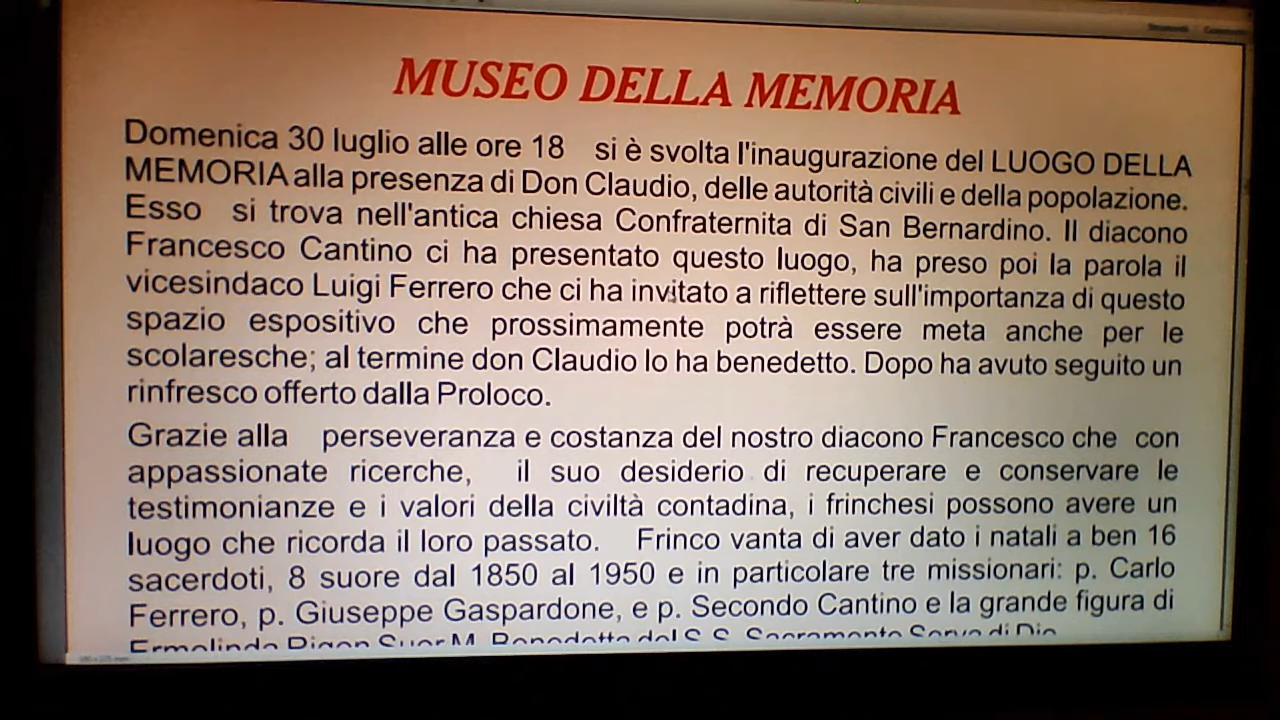 MUSEO DELLA MEMORIA
Domenica 30 luglio alle ore 18 si è svolta l'inaugurazione del LUOGO DELLA
MEMORIA alla presenza di Don Claudio, delle autorità civili e della popolazione.
Esso si trova nell'antica chiesa Confraternita di San Bernardino. Il diacono
Francesco Cantino ci ha presentato questo luogo, ha preso poi la parola il
vicesindaco Luigi Ferrero che ci ha invitato a riflettere sull'importanza di questo
spazio espositivo che prossimamente potrà essere meta anche per le
scolaresche; al termine don Claudio lo ha benedetto. Dopo ha avuto seguito un
rinfresco offerto dalla Proloco.
Grazie alla perseveranza e costanza del nostro diacono Francesco che con
appassionate ricerche, il suo desiderio di recuperare e conservare le
testimonianze e i valori della civiltà contadina, i frinchesi possono avere un
luogo che ricorda il loro passato. Frinco vanta di aver dato i natali a ben 16
sacerdoti, 8 suore dal 1850 al 1950 e in particolare tre missionari: p. Carlo
Ferrero, p. Giuseppe Gaspardone, e p. Secondo Cantino e la grande figura di